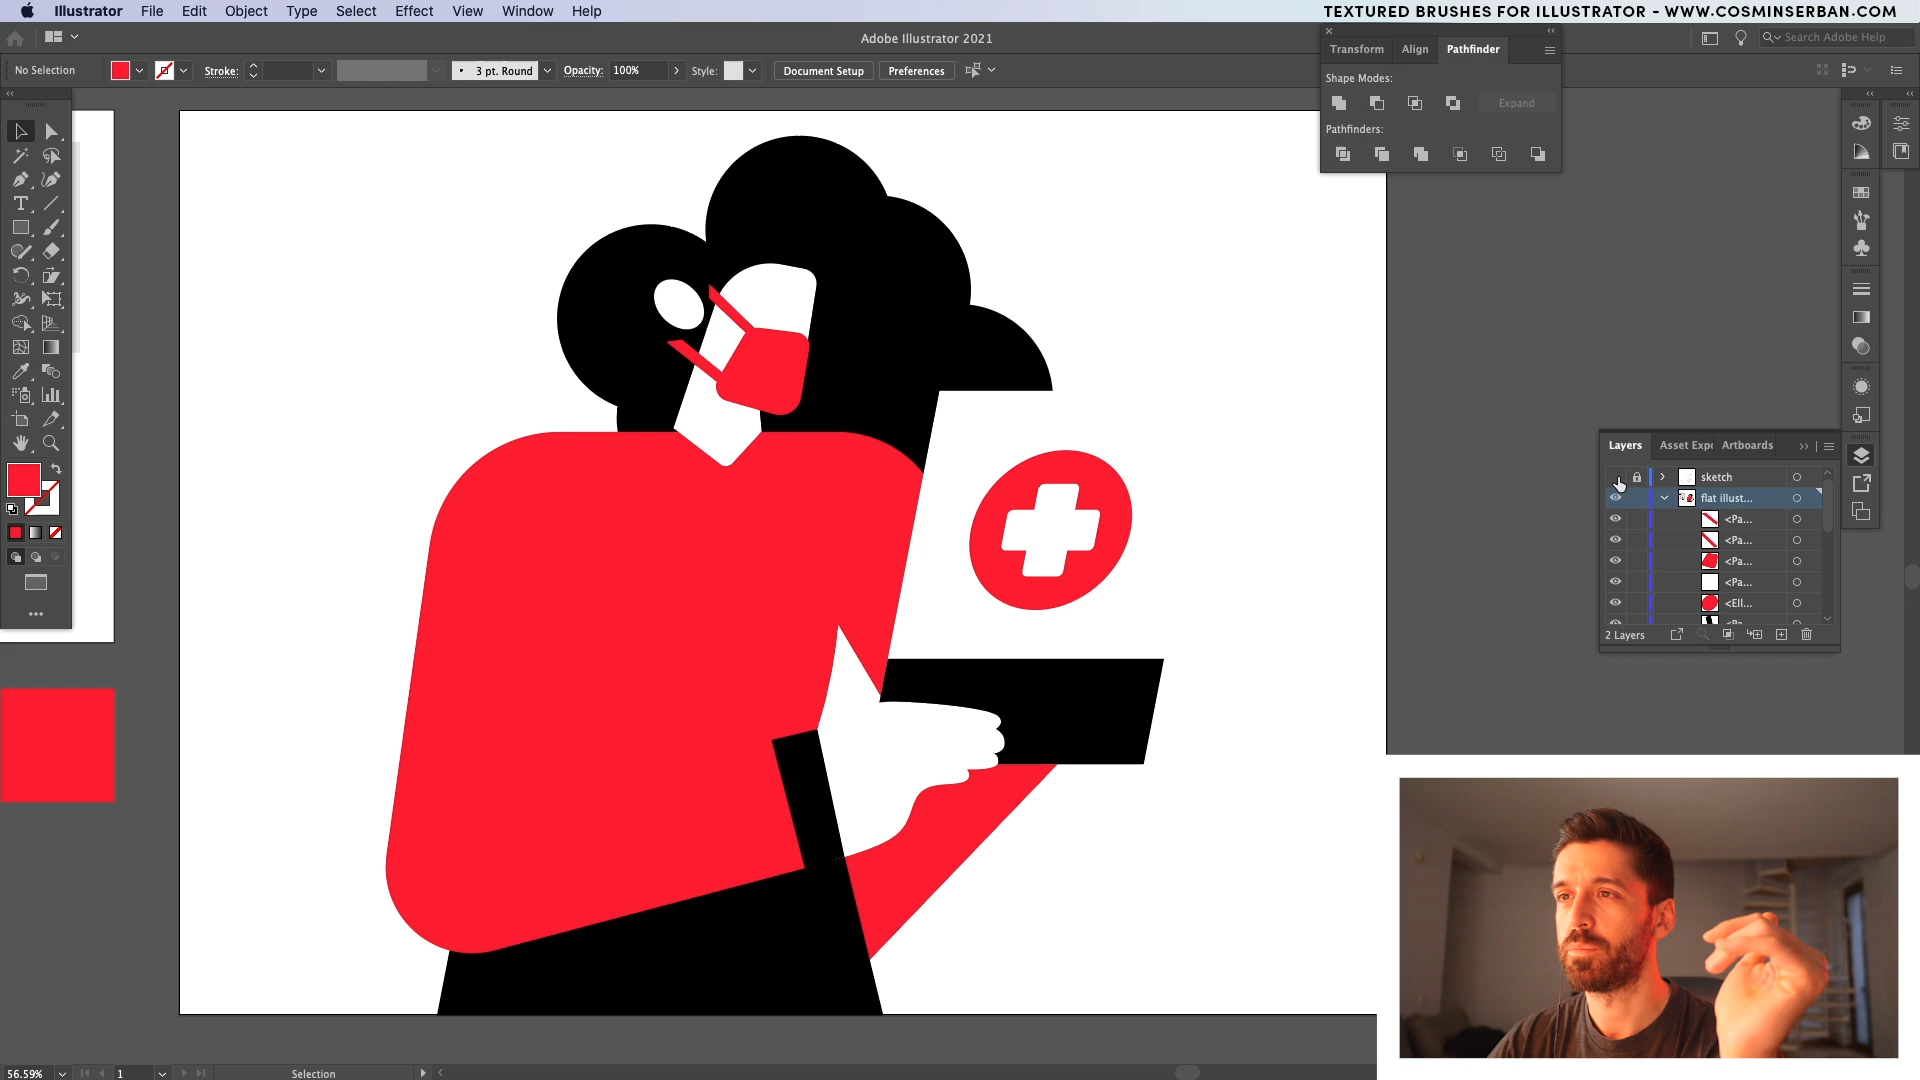 Illustrator File Edit Object Type Select Effect View Window Help
TEXTURED BRUSHES FOR ILLUSTRATOR - WWW.COSMINSERBAN.COM
Adobe Illustrator 2021
Search Adobe Help
No Selection
Stroke:
3 pt. Round
Opacity: 100%
Style:
Document Setup
Preferences
Transform Align Pathfinder
Shape Modes:
Expand
Pathfinders:
Layers Asset Expo Artboards
sketch
flat illust...
<Pa...
<Pa...
<Pa...
<Pa...
<Ell...
2 Layers
56.59%
1
Selection